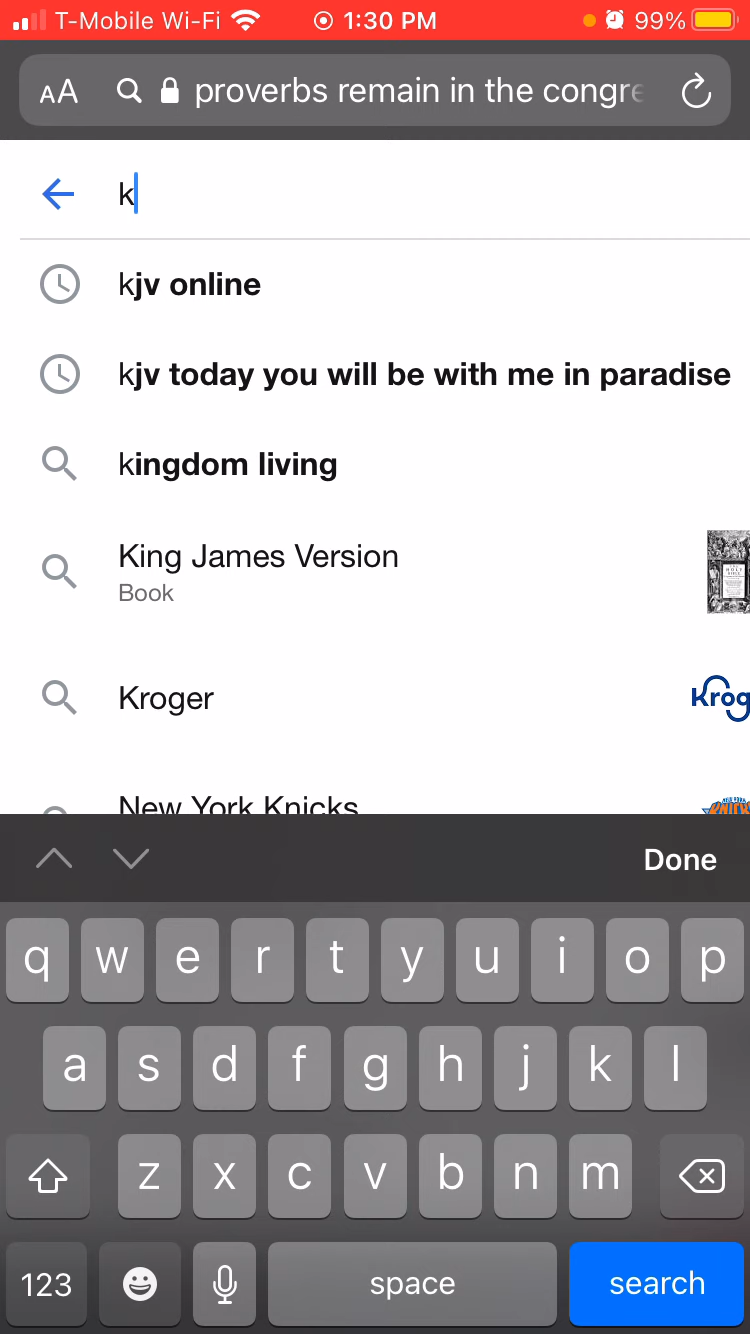 T-Mobile Wi-Fi 1:30 PM 99%
AA proverbs remain in the congre
k
kjv online
kjv today you will be with me in paradise
kingdom living
King James Version
Book
Kroger
Krog
New York Knicks
Done
q w e r t y u i o p
a s d f g h j k l
z x c v b n m
123 space search